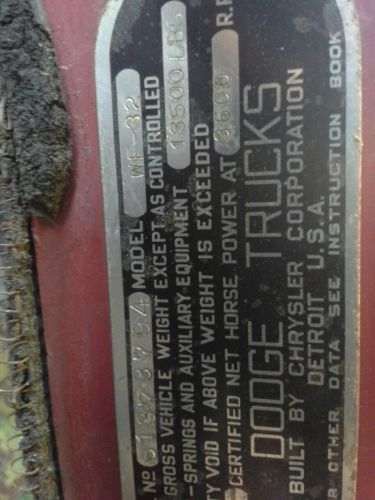 NO 81373794 MODEL WF-32
GROSS VEHICLE WEIGHT EXCEPT AS CONTROLLED
-SPRINGS AND AUXILIARY EQUIPMENT 13500 LBS
TY VOID IF ABOVE WEIGHT IS EXCEEDED
CERTIFIED NET HORSE POWER AT 3600 R.P
DODGE TRUCKS
BUILT BY CHRYSLER CORPORATION
DETROIT U.S.A.
R OTHER DATA SEE INSTRUCTION BOOK